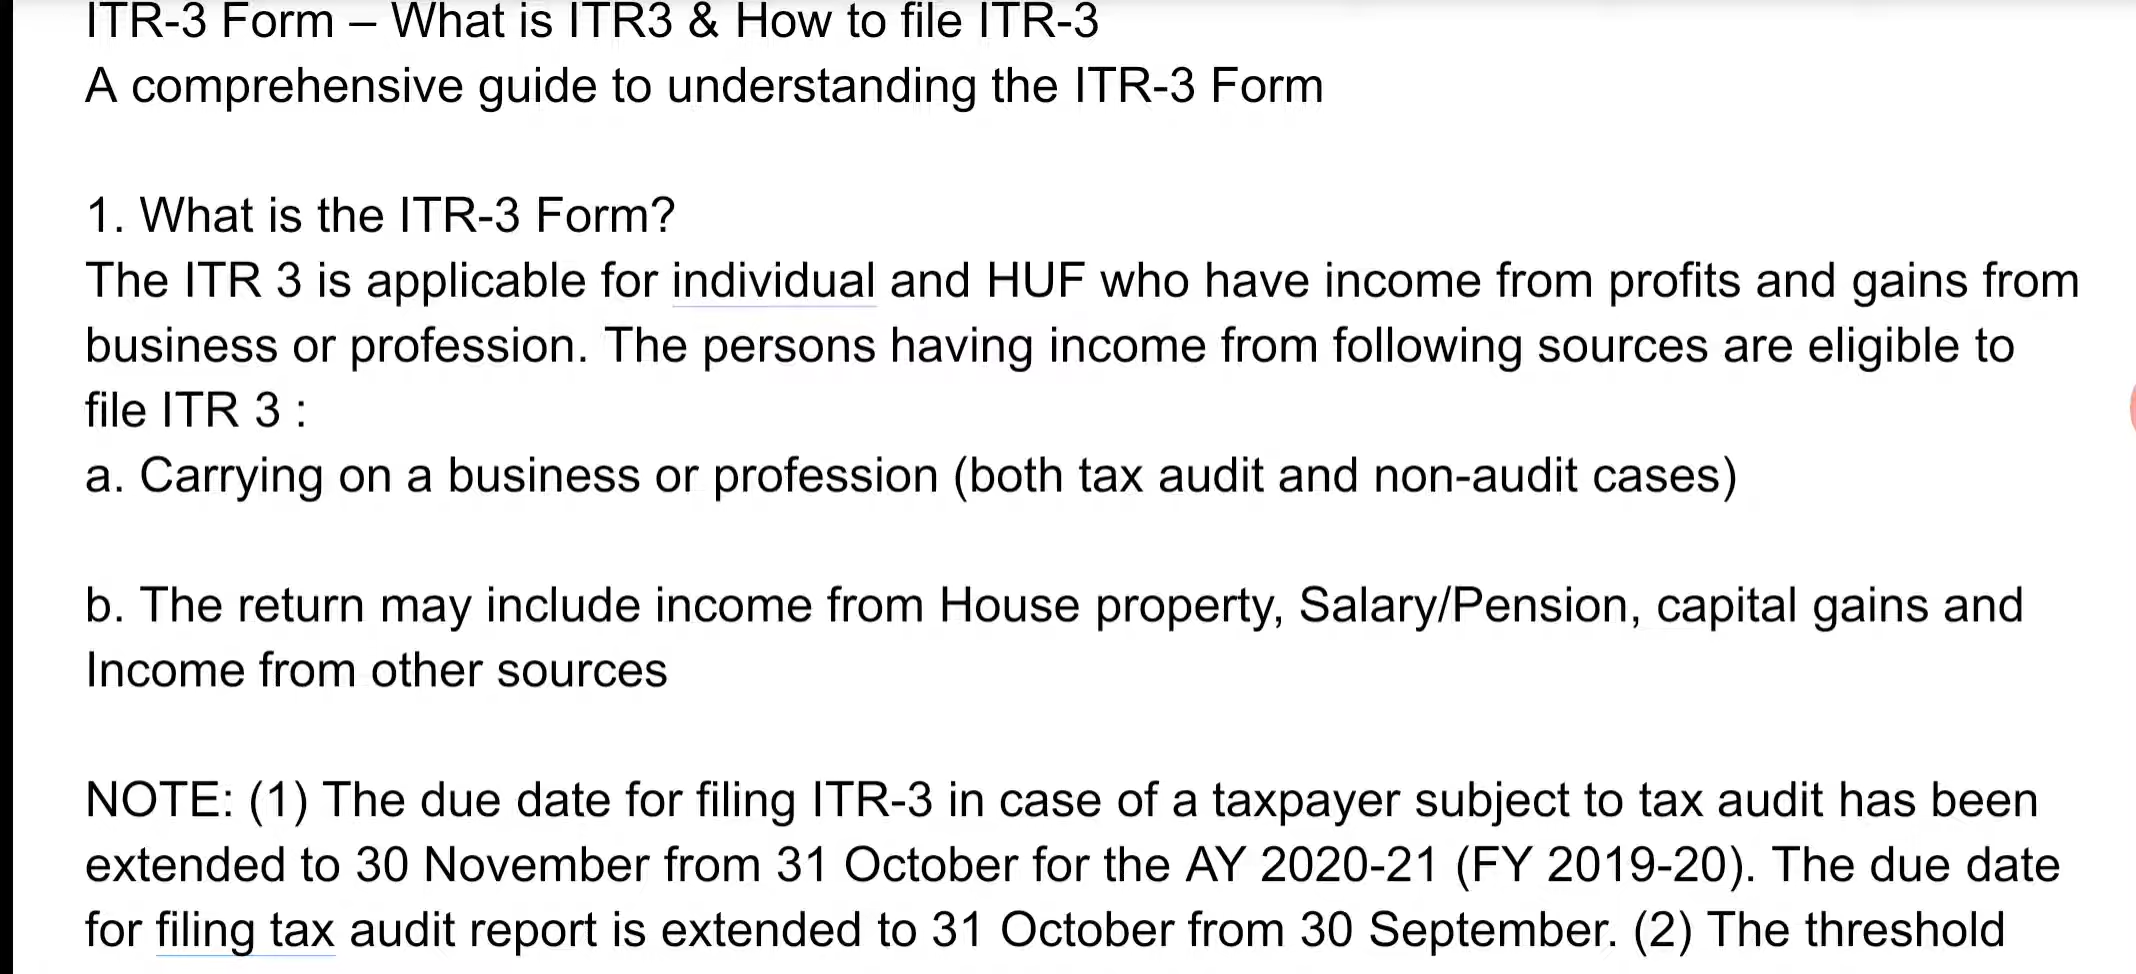 ITR-3 Form – What is ITR3 & How to file ITR-3
A comprehensive guide to understanding the ITR-3 Form
1. What is the ITR-3 Form?
The ITR 3 is applicable for individual and HUF who have income from profits and gains from
business or profession. The persons having income from following sources are eligible to
file ITR 3 :
a. Carrying on a business or profession (both tax audit and non-audit cases)
b. The return may include income from House property, Salary/Pension, capital gains and
Income from other sources
NOTE: (1) The due date for filing ITR-3 in case of a taxpayer subject to tax audit has been
extended to 30 November from 31 October for the AY 2020-21 (FY 2019-20). The due date
for filing tax audit report is extended to 31 October from 30 September. (2) The threshold